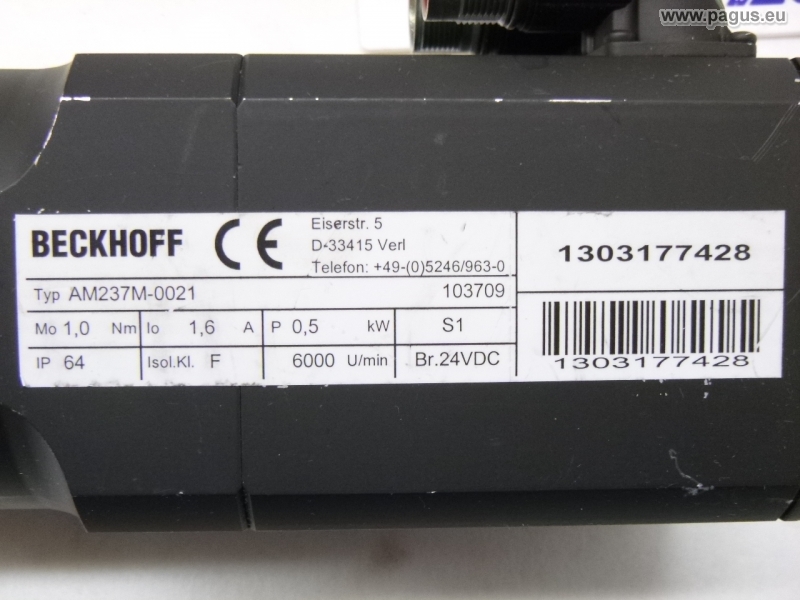 www.pagus.eu
BECKHOFF CE
Eiserstr. 5
D-33415 Verl
Telefon: +49-(0)5246/963-0
Typ AM237M-0021 103709
Mo 1,0 Nm Io 1,6 A P 0,5 kW S1
IP 64 Isol.Kl. F 6000 U/min Br.24VDC
1303177428
1303177428